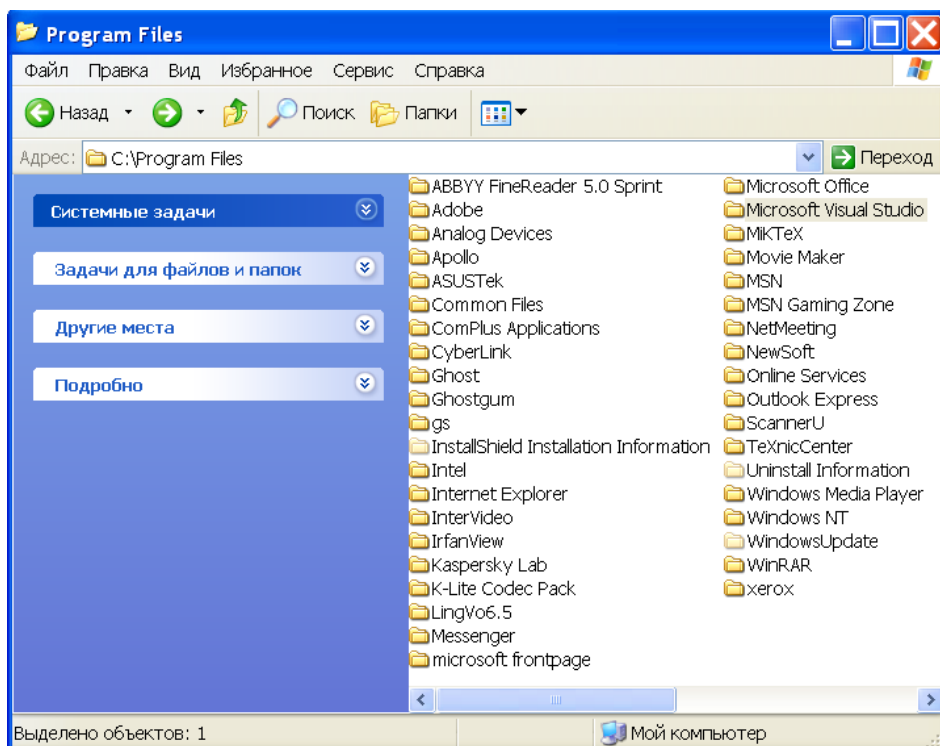 Program Files
Файл Правка Вид Избранное Сервис Справка
Назад Поиск Папки
Адрес: C:\Program Files Переход
Системные задачи
Задачи для файлов и папок
Другие места
Подробно
ABBYY FineReader 5.0 Sprint
Adobe
Analog Devices
Apollo
ASUSTek
Common Files
ComPlus Applications
CyberLink
Ghost
Ghostgum
gs
InstallShield Installation Information
Intel
Internet Explorer
InterVideo
IrfanView
Kaspersky Lab
K-Lite Codec Pack
LingVo6.5
Messenger
microsoft frontpage
Microsoft Office
Microsoft Visual Studio
MiKTeX
Movie Maker
MSN
MSN Gaming Zone
NetMeeting
NewSoft
Online Services
Outlook Express
ScannerU
TeXnicCenter
Uninstall Information
Windows Media Player
Windows NT
WindowsUpdate
WinRAR
xerox
Выделено объектов: 1 Мой компьютер